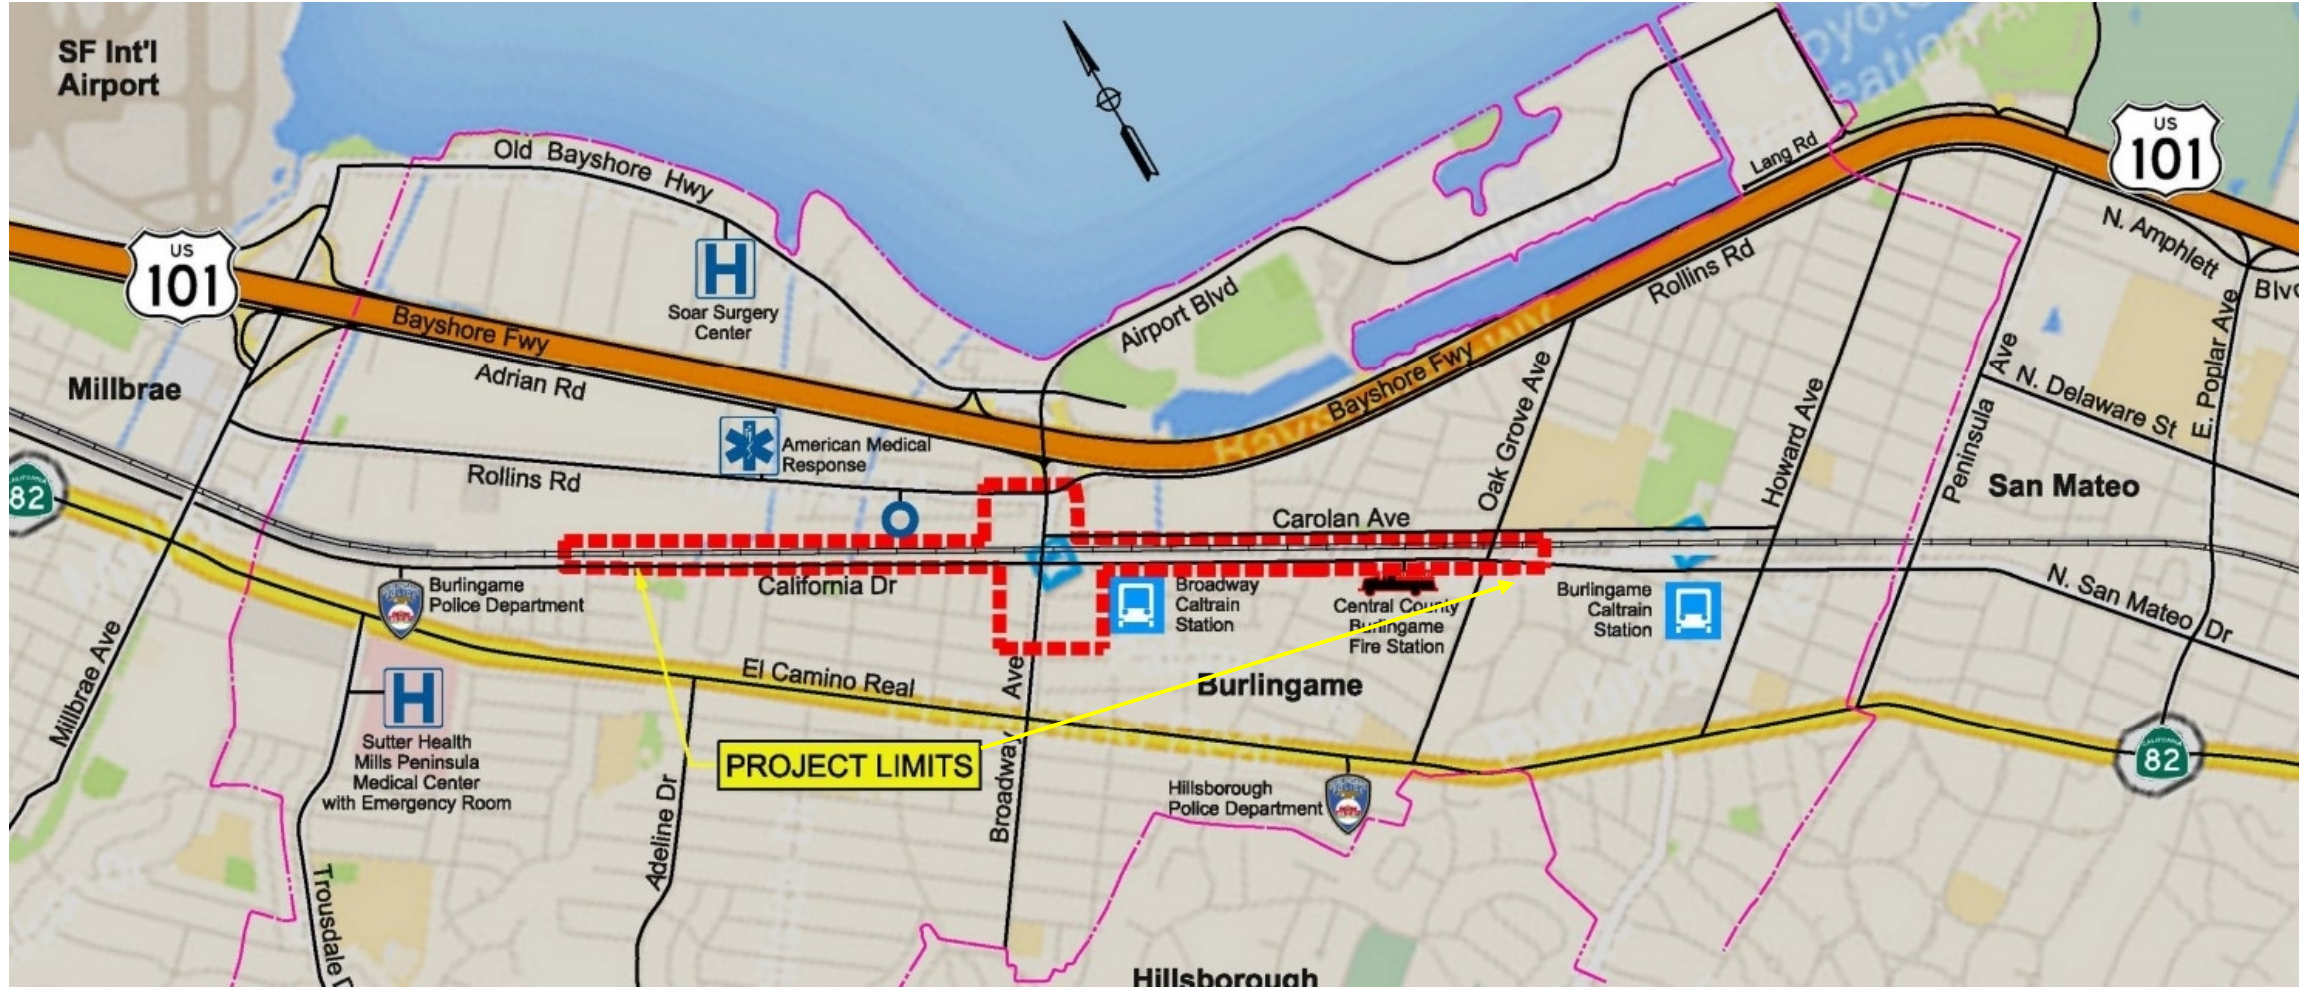 SF Int'l
Airport
Old Bayshore Hwy
Lang Rd
US
101
US
101
N. Amphlett
Blvd
Soar Surgery
Center
Airport Blvd
Rollins Rd
Bayshore Fwy
Bayshore Fwy
Adrian Rd
Millbrae
American Medical
Response
Rollins Rd
Oak Grove Ave
Howard Ave
Peninsula Ave
N. Delaware St
E. Poplar Ave
San Mateo
CALIFORNIA
82
Carolan Ave
California Dr
Burlingame
Police Department
Broadway
Caltrain
Station
Central County
Burlingame
Fire Station
Burlingame
Caltrain
Station
N. San Mateo Dr
Millbrae Ave
El Camino Real
Burlingame
H
H
Sutter Health
Mills Peninsula
Medical Center
with Emergency Room
PROJECT LIMITS
Broadway Ave
Adeline Dr
Hillsborough
Police Department
CALIFORNIA
82
Trousdale D
Hillsborough